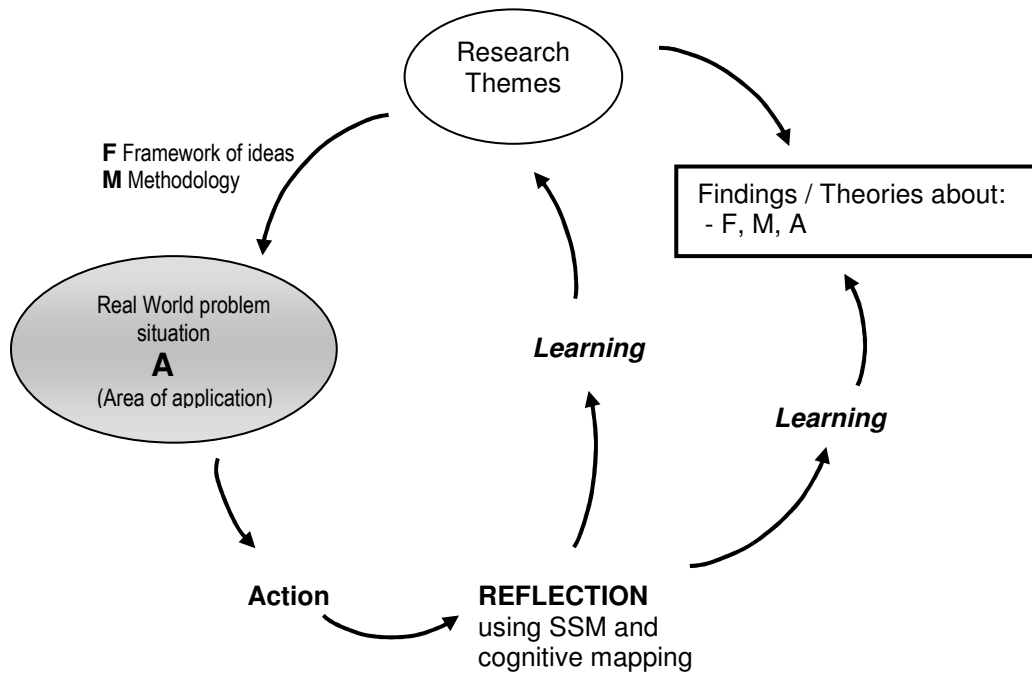 Research
Themes
F Framework of ideas
M Methodology
Findings / Theories about:
- F, M, A
Real World problem
situation
A
(Area of application)
Learning
Learning
Action
REFLECTION
using SSM and
cognitive mapping